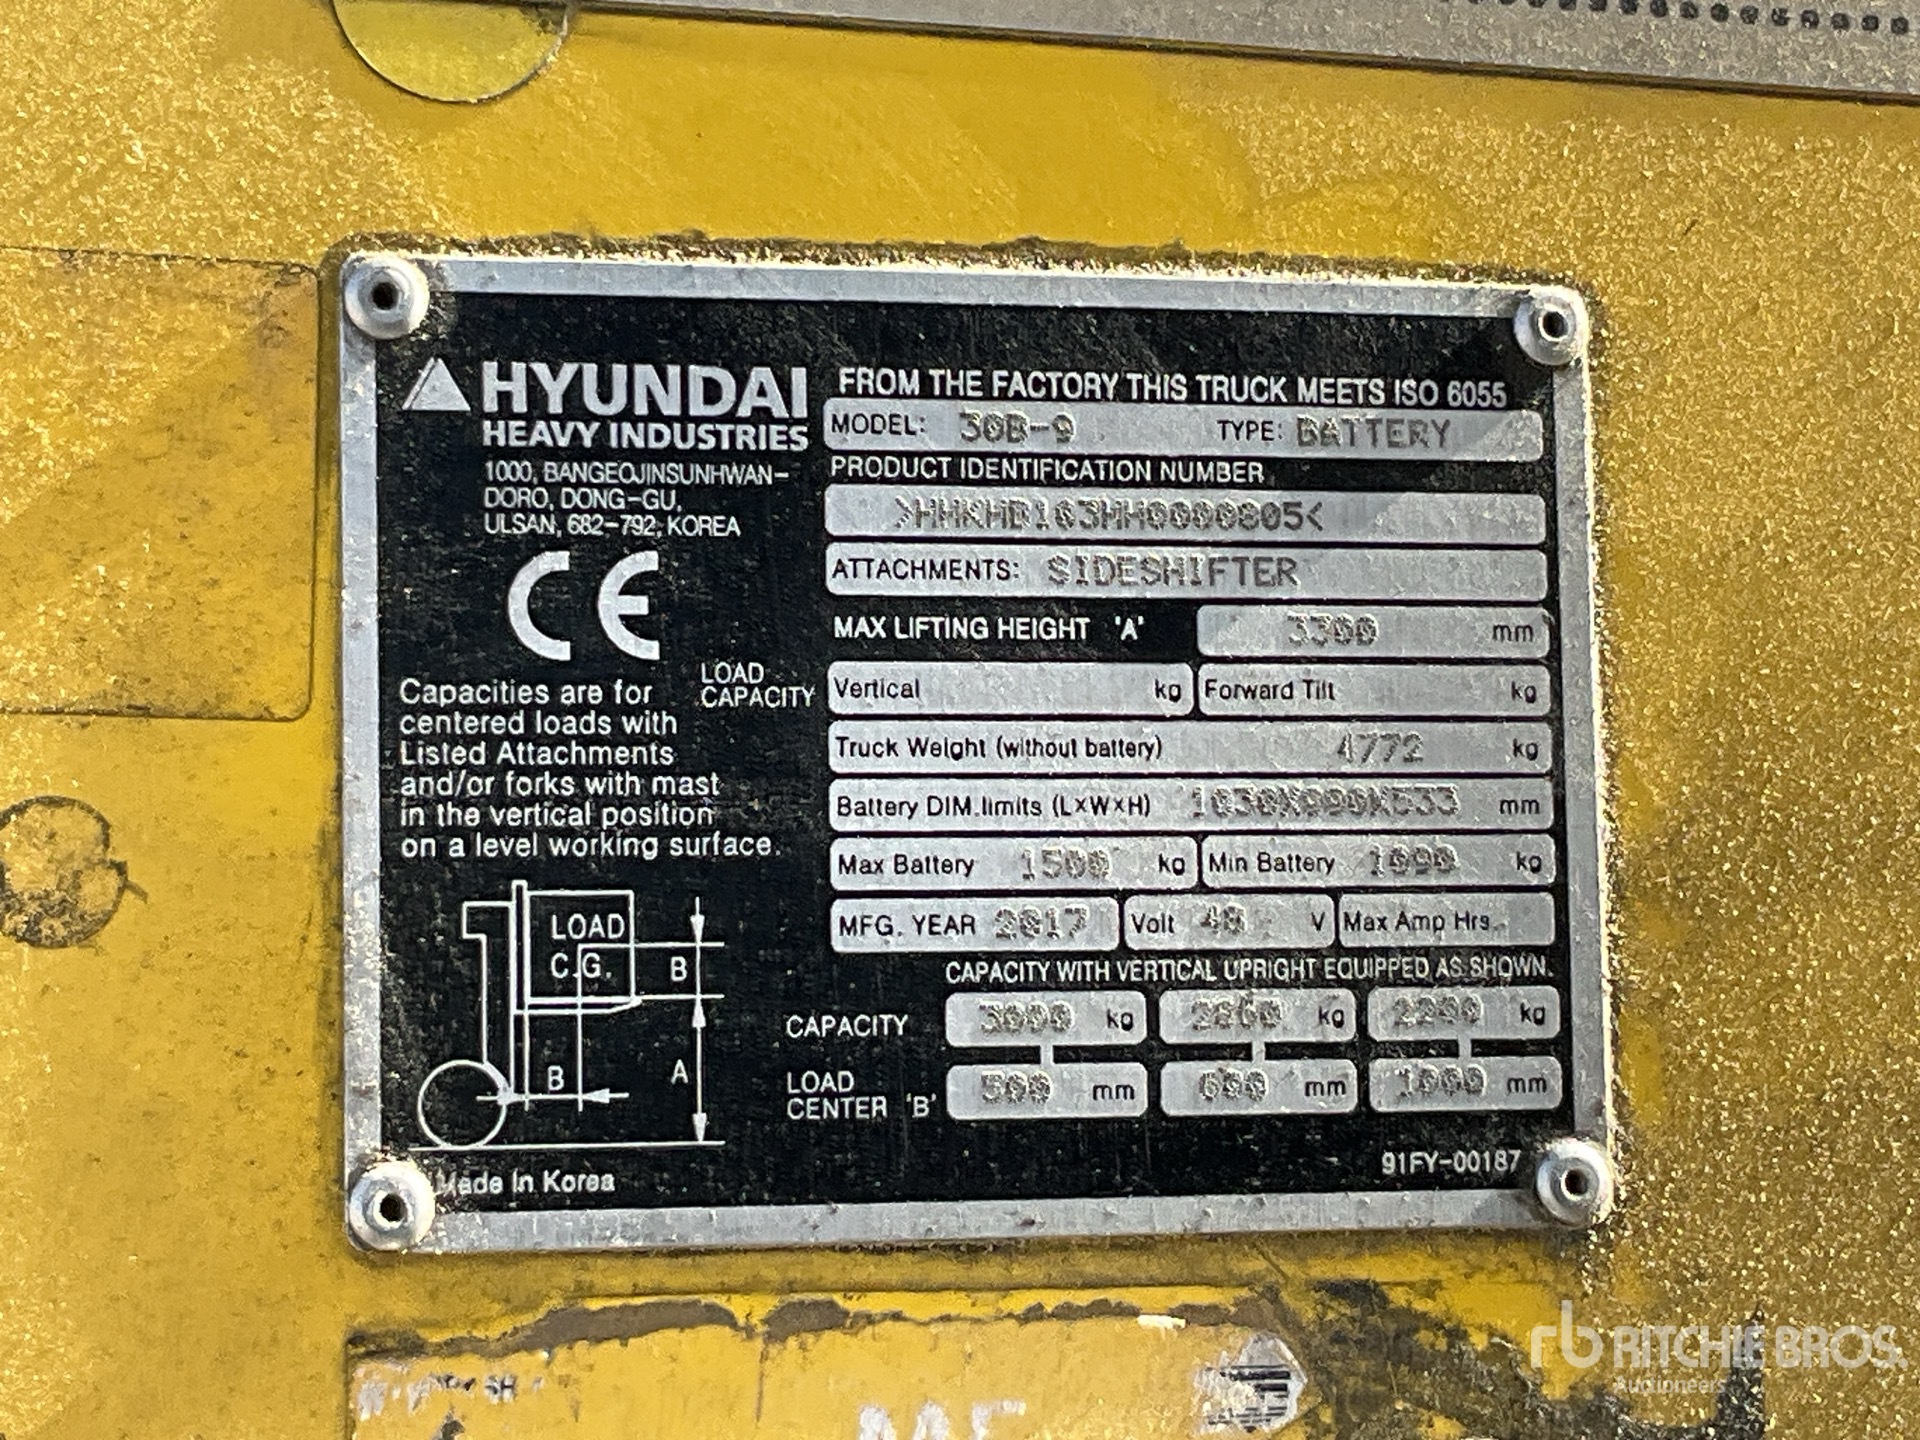 HYUNDAI
HEAVY INDUSTRIES
1000, BANGEOJINSUNHWAN-
DORO, DONG-GU,
ULSAN, 682-792, KOREA
CE
FROM THE FACTORY THIS TRUCK MEETS ISO 6055
MODEL: 30B-9 TYPE: BATTERY
PRODUCT IDENTIFICATION NUMBER
>HHKHB103HH0000805<
ATTACHMENTS: SIDESHIFTER
MAX LIFTING HEIGHT 'A' 3300 mm
LOAD
CAPACITY
Vertical kg Forward Tilt kg
Truck Weight (without battery) 4772 kg
Battery DIM.limits (L×W×H) mm
Max Battery 1500 kg Min Battery 1090 kg
MFG. YEAR 2017 Volt 48 V Max Amp Hrs.
Capacities are for
centered loads with
Listed Attachments
and/or forks with mast
in the vertical position
on a level working surface.
CAPACITY WITH VERTICAL UPRIGHT EQUIPPED AS SHOWN.
CAPACITY 3000 kg kg 2200 kg
LOAD
CENTER 'B' 500 mm 600 mm 1000 mm
LOAD
C.G.
B
B
A
Made In Korea
91FY-00187
rb RITCHIE BROS.
Auctioneers